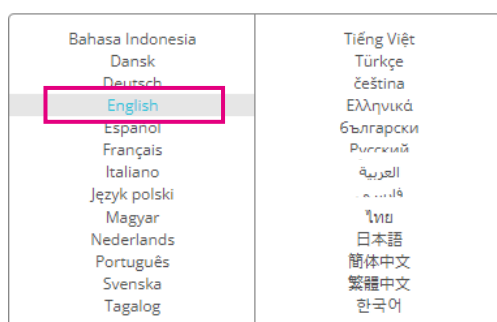 Bahasa Indonesia
Dansk
Deutsch
English
Español
Français
Italiano
Język polski
Magyar
Nederlands
Português
Svenska
Tagalog
Tiếng Việt
Türkçe
čeština
Ελληνικά
български
Русский
العربية
ไทย
日本語
簡体中文
繁體中文
한국어